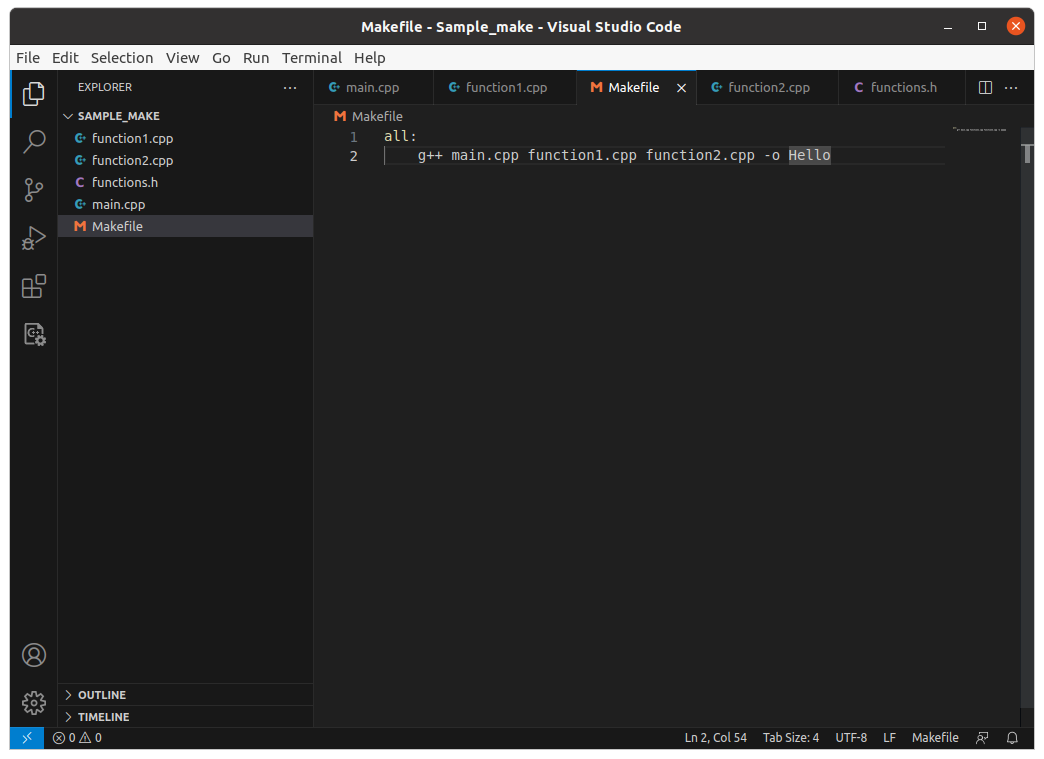 Makefile - Sample_make - Visual Studio Code
File Edit Selection View Go Run Terminal Help
EXPLORER
SAMPLE_MAKE
function1.cpp
function2.cpp
functions.h
main.cpp
Makefile
OUTLINE
TIMELINE
main.cpp function1.cpp Makefile function2.cpp functions.h
Makefile
1 all:
2 g++ main.cpp function1.cpp function2.cpp -o Hello
0 0 Ln 2, Col 54 Tab Size: 4 UTF-8 LF Makefile